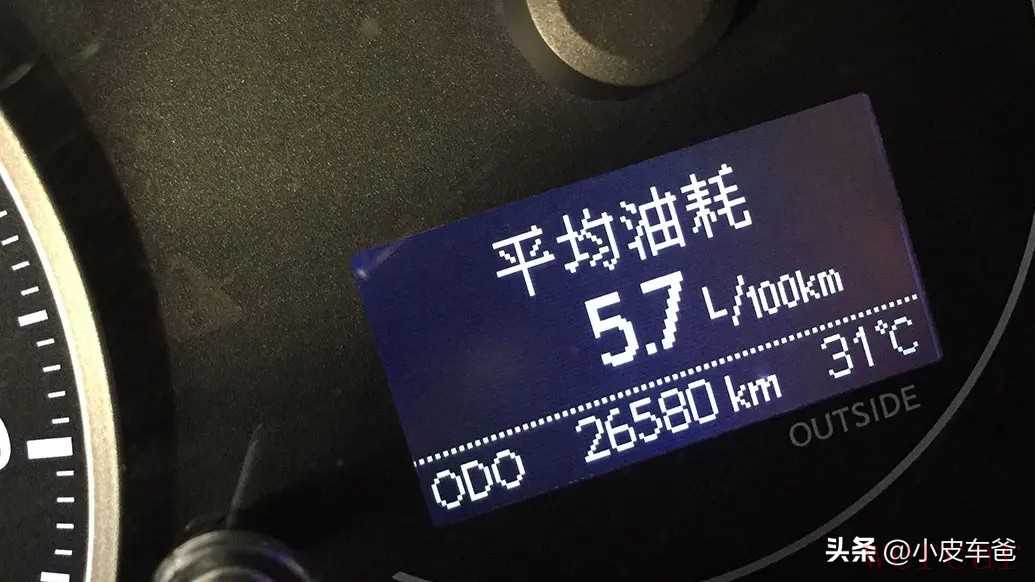 平均油耗
5.7 L/100km
ODO 26580 km 31℃
OUTSIDE
头条 @小皮车爸